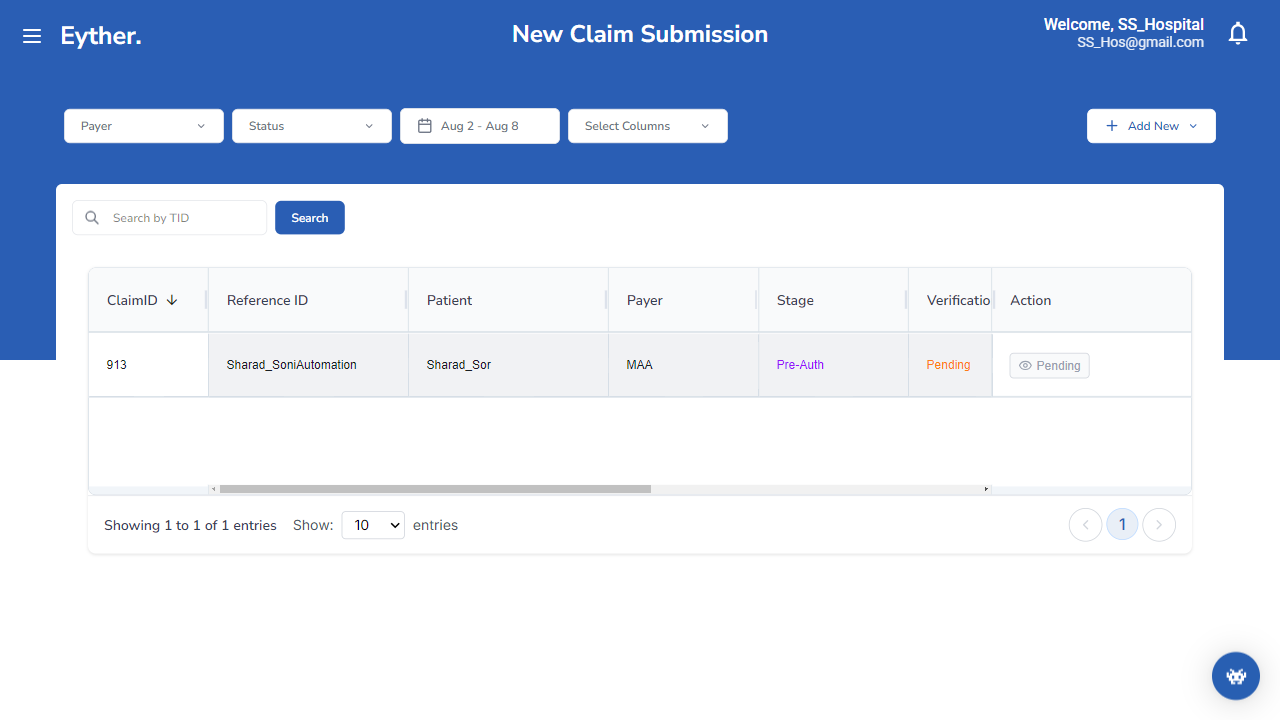 Eyther.
New Claim Submission
Welcome, SS_Hospital
SS_Hos@gmail.com
Payer
Status
Aug 2 - Aug 8
Select Columns
Add New
Search by TID
Search
ClaimID
Reference ID
Patient
Payer
Stage
Verificatio
Action
913
Sharad_SoniAutomation
Sharad_Sor
MAA
Pre-Auth
Pending
Pending
Showing 1 to 1 of 1 entries
Show:
10
entries
1